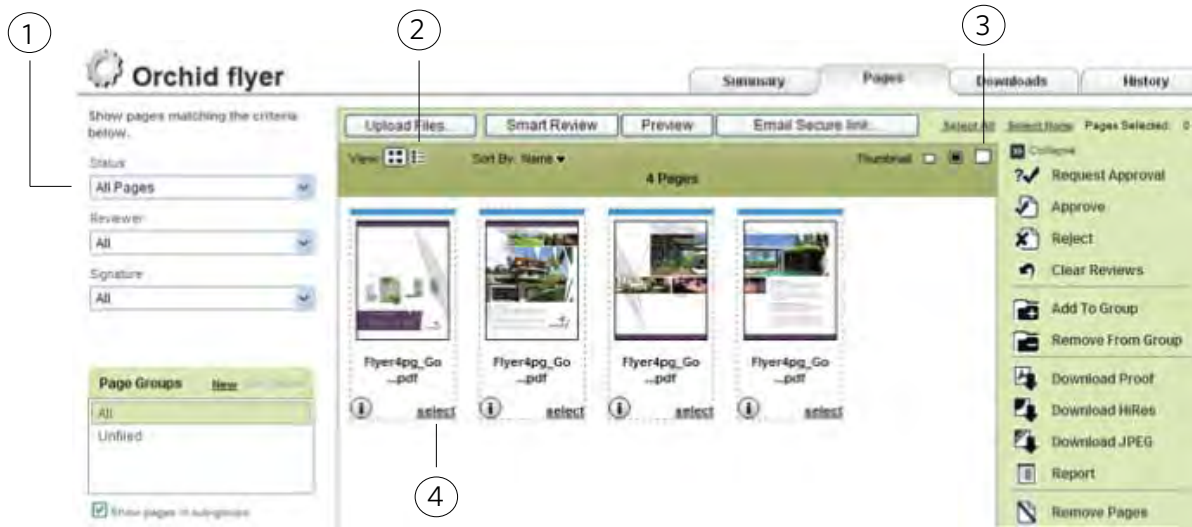 1
2
3
Orchid flyer
Summary
Pages
Downloads
History
Show pages matching the criteria
below.
Status
All Pages
Reviewer
All
Signature
All
Page Groups New
All
Unfiled
Show pages in sub-groups
Upload Files... Smart Review Preview Email Secure link... Select All Select None Pages Selected: 0
View: Sort By: Name Thumbnail
4 Pages
Flyer4pg_Go
...pdf
select
Flyer4pg_Go
...pdf
select
Flyer4pg_Go
...pdf
select
Flyer4pg_Go
...pdf
select
4
Collapse
Request Approval
Approve
Reject
Clear Reviews
Add To Group
Remove From Group
Download Proof
Download HiRes
Download JPEG
Report
Remove Pages